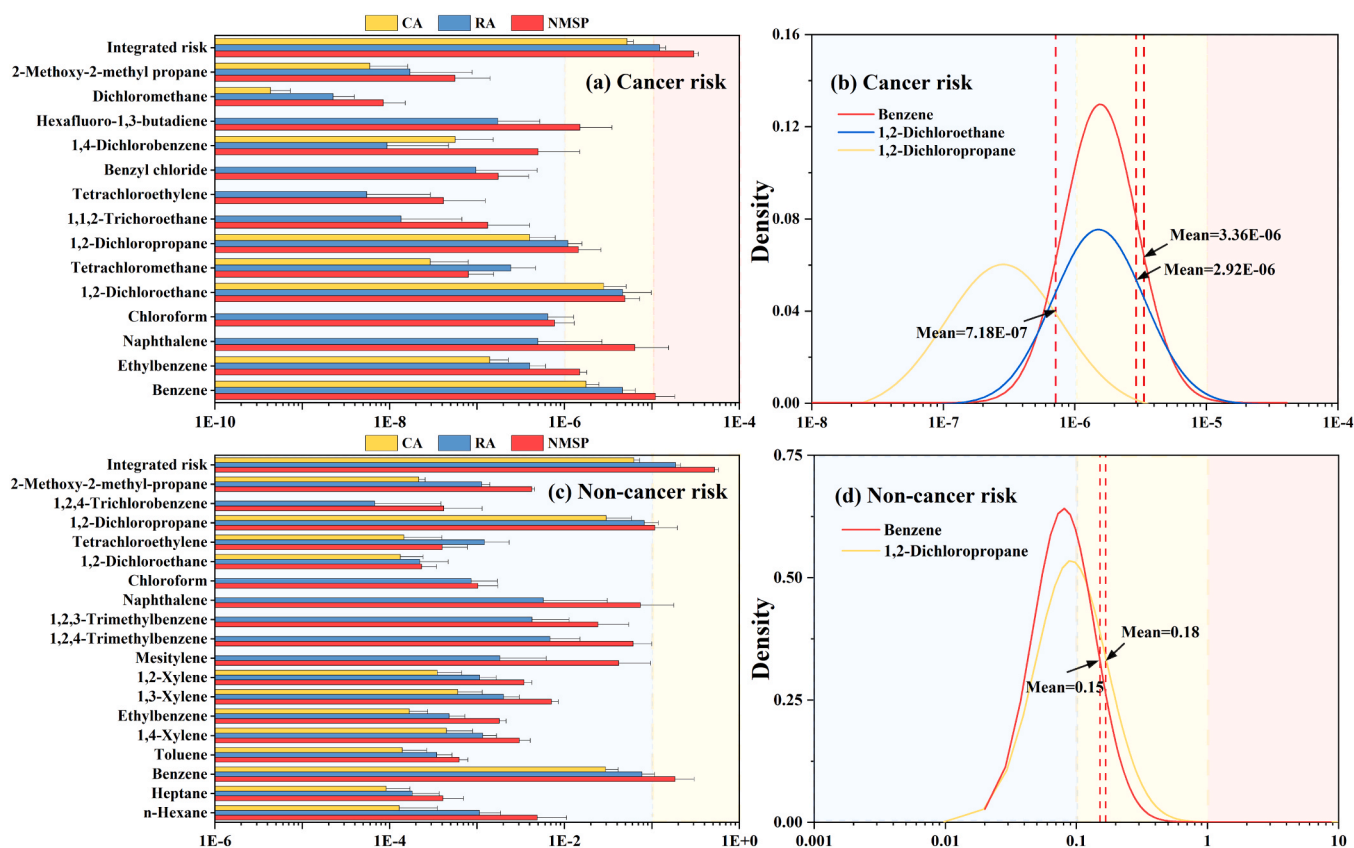 CA RA NMSP
(a) Cancer risk
Integrated risk
2-Methoxy-2-methyl propane
Dichloromethane
Hexafluoro-1,3-butadiene
1,4-Dichlorobenzene
Benzyl chloride
Tetrachloroethylene
1,1,2-Trichoroethane
1,2-Dichloropropane
Tetrachloromethane
1,2-Dichloroethane
Chloroform
Naphthalene
Ethylbenzene
Benzene
1E-10 1E-8 1E-6 1E-4
(b) Cancer risk
Benzene
1,2-Dichloroethane
1,2-Dichloropropane
Mean=3.36E-06
Mean=2.92E-06
Mean=7.18E-07
Density
0.16
0.12
0.08
0.04
0.00
1E-8 1E-7 1E-6 1E-5 1E-4
CA RA NMSP
(c) Non-cancer risk
Integrated risk
2-Methoxy-2-methyl-propane
1,2,4-Trichlorobenzene
1,2-Dichloropropane
Tetrachloroethylene
1,2-Dichloroethane
Chloroform
Naphthalene
1,2,3-Trimethylbenzene
1,2,4-Trimethylbenzene
Mesitylene
1,2-Xylene
1,3-Xylene
Ethylbenzene
1,4-Xylene
Toluene
Benzene
Heptane
n-Hexane
1E-6 1E-4 1E-2 1E+0
(d) Non-cancer risk
Benzene
1,2-Dichloropropane
Mean=0.18
Mean=0.15
Density
0.75
0.50
0.25
0.00
0.001 0.01 0.1 1 10